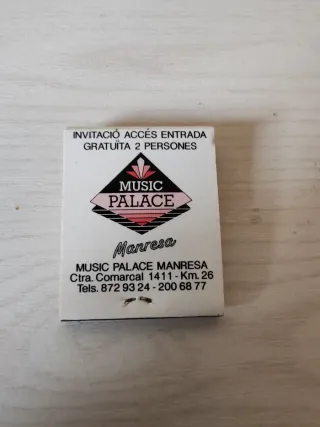 INVITACIÓ ACCÉS ENTRADA
GRATUÏTA 2 PERSONES
MUSIC
PALACE
Manresa
MUSIC PALACE MANRESA
Ctra. Comarcal 1411 - Km. 26
Tels. 872 93 24 - 200 68 77